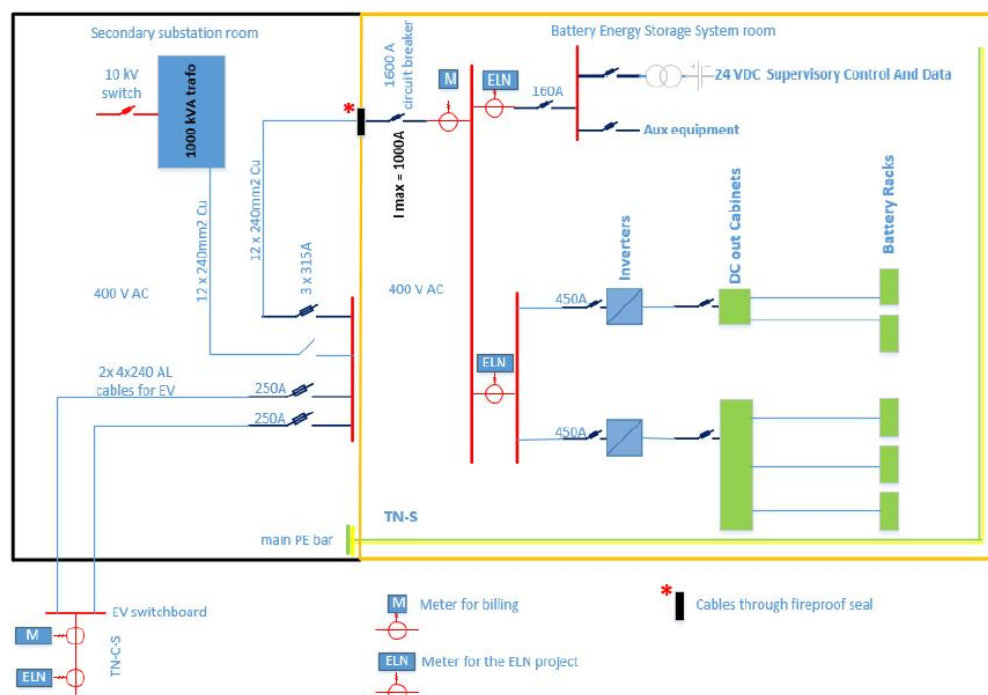 Secondary substation room
Battery Energy Storage System room
10 kV
switch
1000 kVA trafo
1600 A
circuit breaker
M
ELN
160A
24 VDC Supervisory Control And Data
Aux equipment
*
I max = 1000A
12 x 240mm2 Cu
12 x 240mm2 Cu
3 x 315A
400 V AC
400 V AC
Inverters
DC out Cabinets
Battery Racks
450A
ELN
2x 4x240 AL
cables for EV
250A
250A
450A
TN-S
main PE bar
EV switchboard
M
ELN
TN-C-S
M
Meter for billing
ELN
Meter for the ELN project
*
Cables through fireproof seal